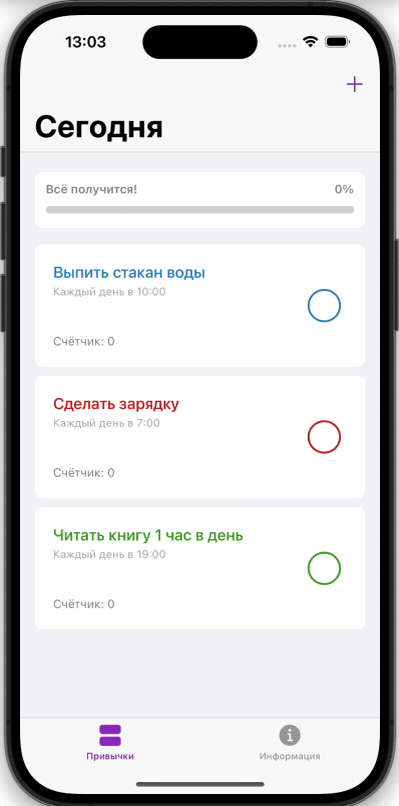 13:03
Сегодня
Всё получится! 0%
Выпить стакан воды
Каждый день в 10:00
Счётчик: 0
Сделать зарядку
Каждый день в 7:00
Счётчик: 0
Читать книгу 1 час в день
Каждый день в 19:00
Счётчик: 0
Привычки Информация